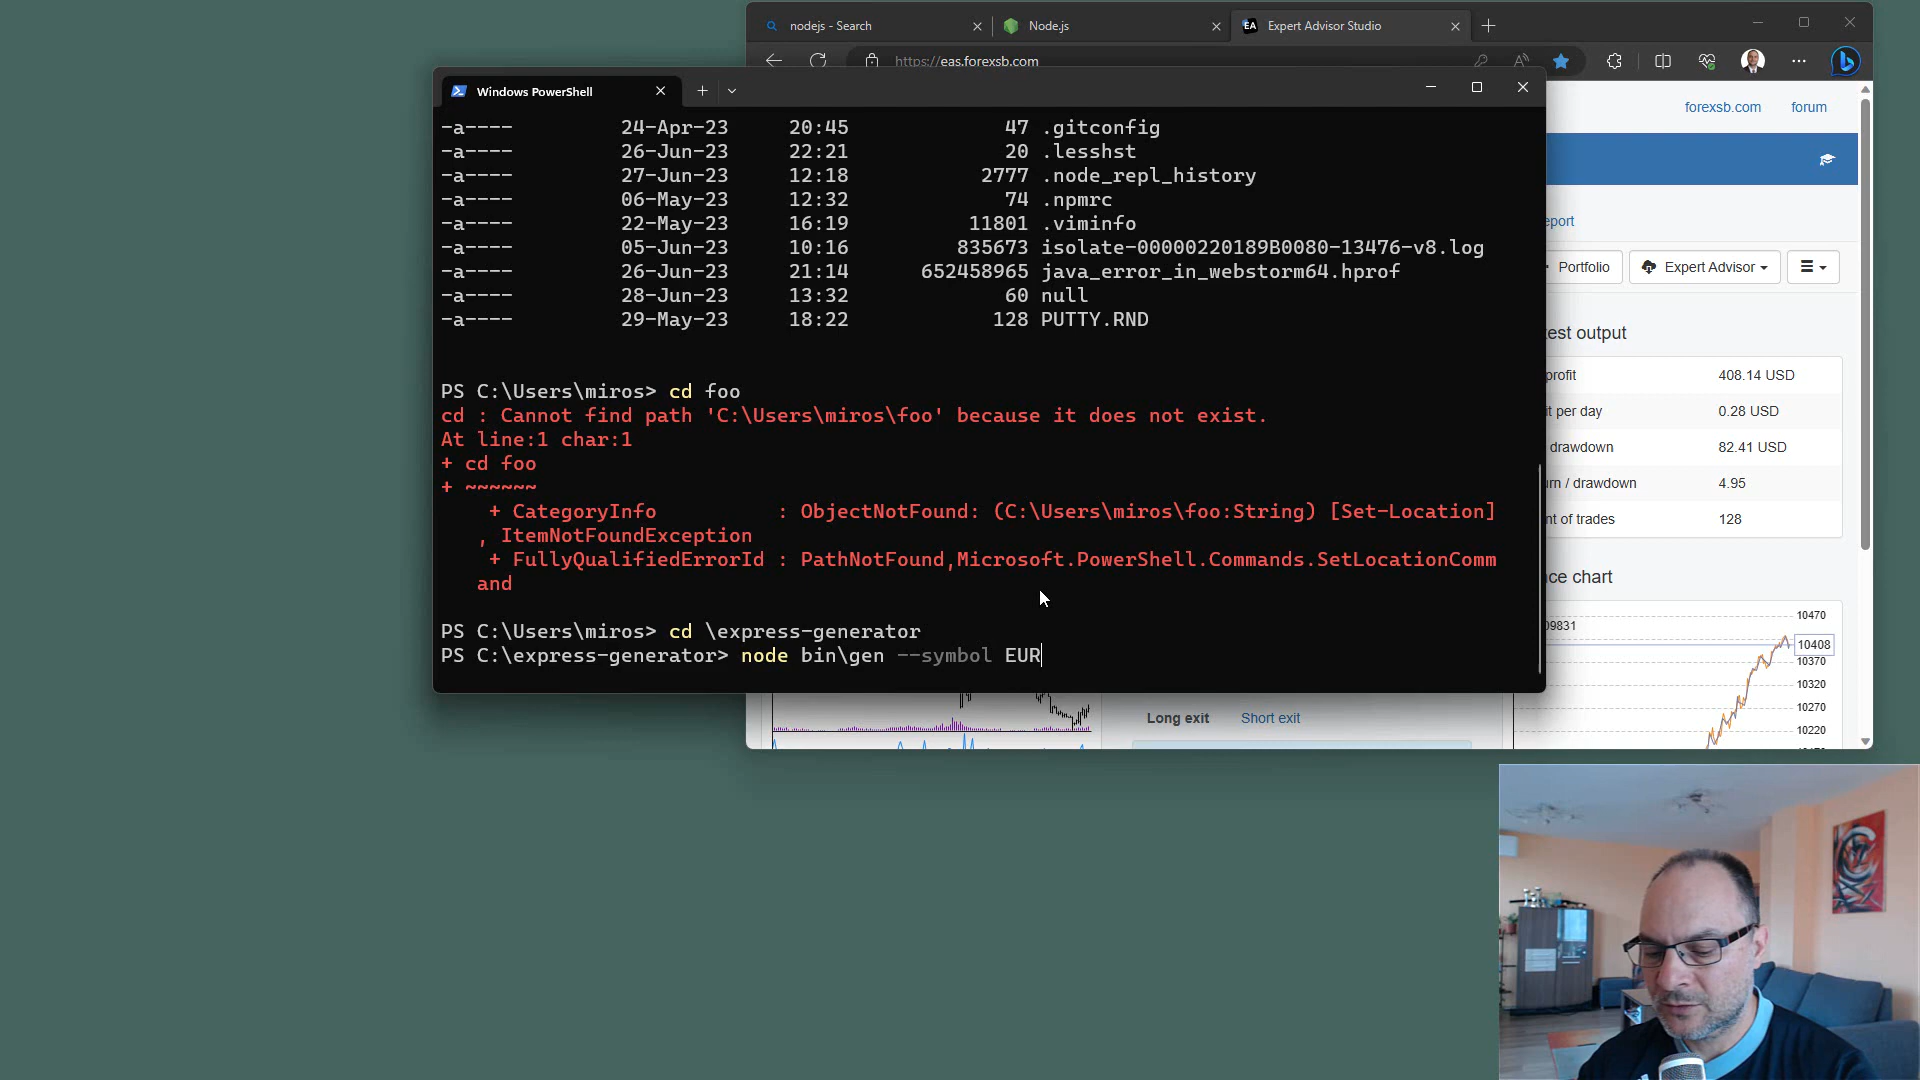 nodejs - Search
Node.js
Expert Advisor Studio
https://eas.forexsb.com
Windows PowerShell
forexsb.com forum
-a---- 24-Apr-23 20:45 47 .gitconfig
-a---- 26-Jun-23 22:21 20 .lesshst
-a---- 27-Jun-23 12:18 2777 .node_repl_history
-a---- 06-May-23 12:32 74 .npmrc
-a---- 22-May-23 16:19 11801 .viminfo
-a---- 05-Jun-23 10:16 835673 isolate-00000220189B0080-13476-v8.log
-a---- 26-Jun-23 21:14 652458965 java_error_in_webstorm64.hprof
-a---- 28-Jun-23 13:32 60 null
-a---- 29-May-23 18:22 128 PUTTY.RND
PS C:\Users\miros> cd foo
cd : Cannot find path 'C:\Users\miros\foo' because it does not exist.
At line:1 char:1
+ cd foo
+ ~~~~~~
+ CategoryInfo : ObjectNotFound: (C:\Users\miros\foo:String) [Set-Location]
, ItemNotFoundException
+ FullyQualifiedErrorId : PathNotFound,Microsoft.PowerShell.Commands.SetLocationComm
and
PS C:\Users\miros> cd \express-generator
PS C:\express-generator> node bin\gen --symbol EUR
eport
Portfolio Expert Advisor
test output
profit 408.14 USD
it per day 0.28 USD
drawdown 82.41 USD
urn / drawdown 4.95
nt of trades 128
nce chart
09831
10470
10408
10370
10320
10270
10220
Long exit Short exit